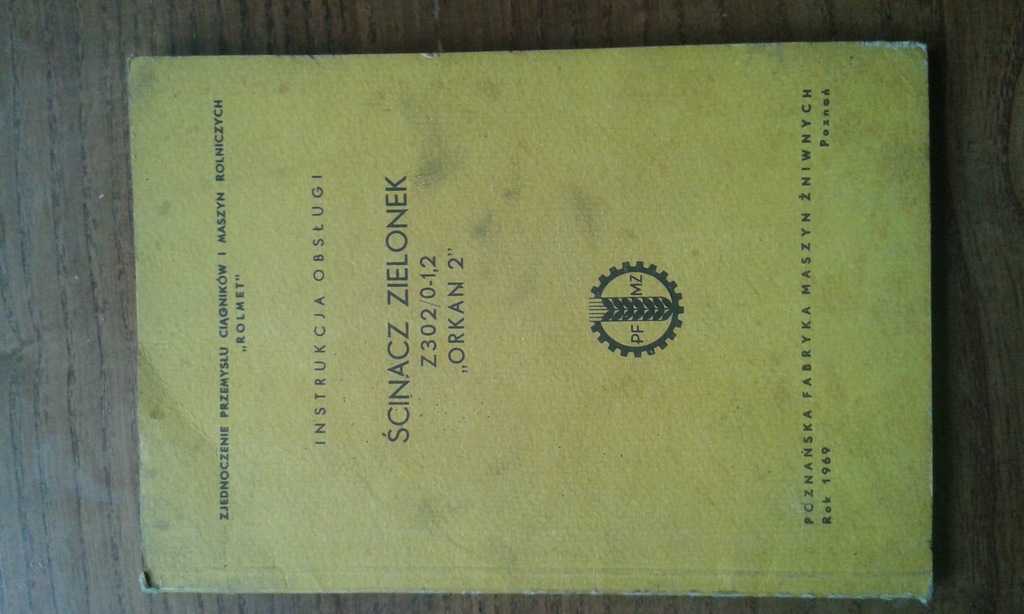 ZJEDNOCZENIE PRZEMYSŁU CIĄGNIKÓW I MASZYN ROLNICZYCH
„ROLMET"
INSTRUKCJA OBSŁUGI
ŚCINACZ ZIELONEK
Z302/0-1,2
„ORKAN 2"
PF MZ
POZNAŃSKA FABRYKA MASZYN ŻNIWNYCH
Rok 1969 Poznań